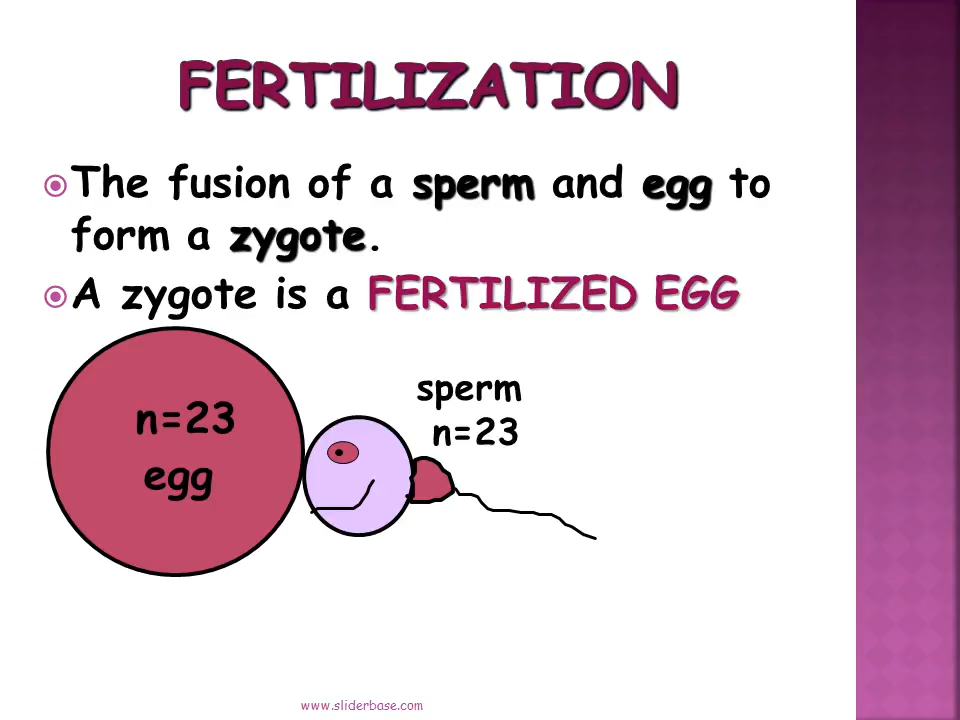 FERTILIZATION
The fusion of a sperm and egg to
form a zygote.
A zygote is a FERTILIZED EGG
sperm
n=23
n=23
egg
www.sliderbase.com